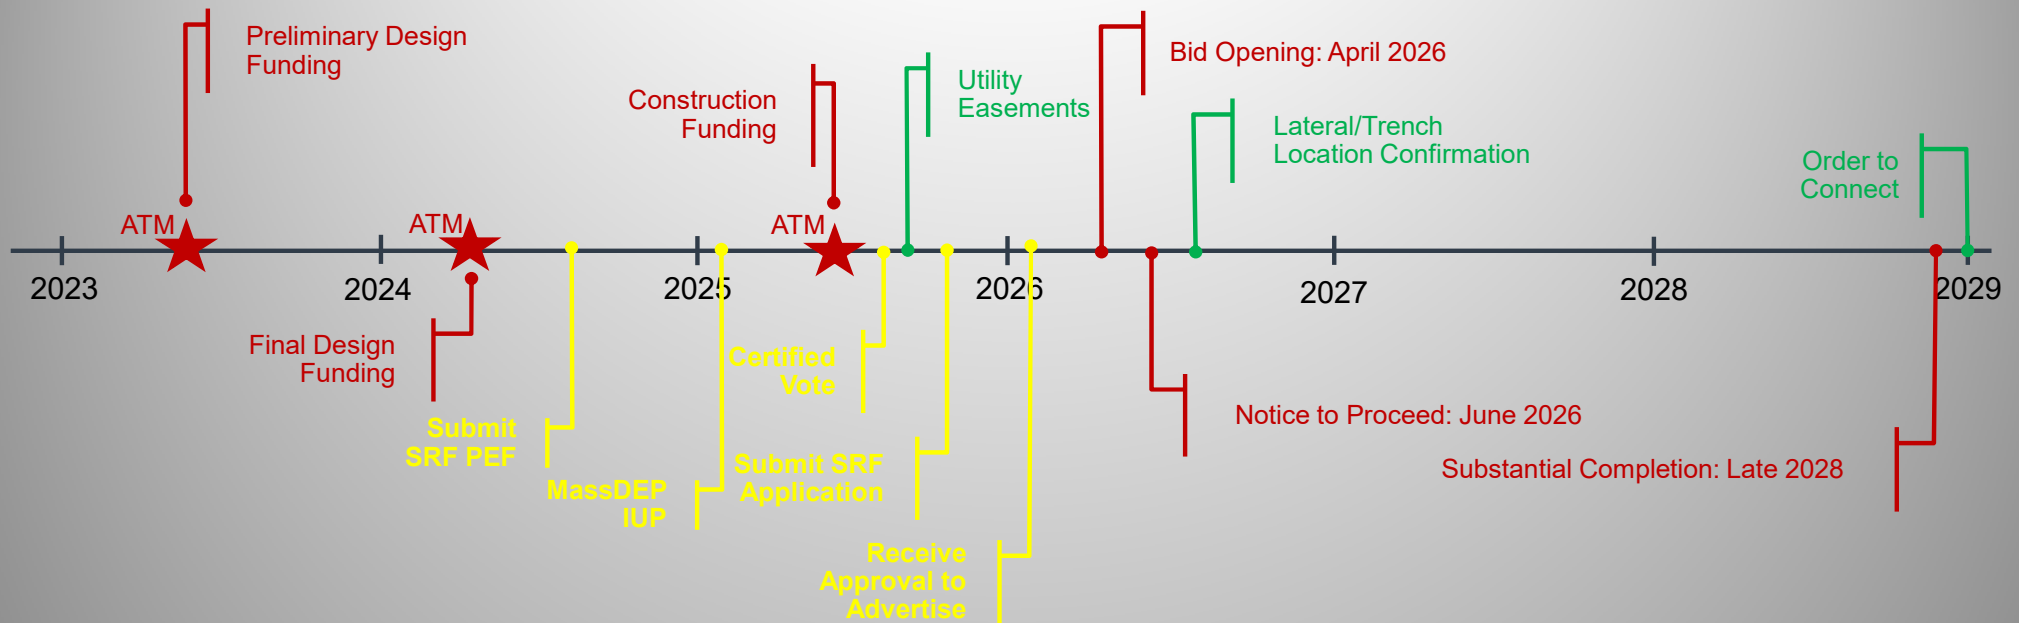 Preliminary Design
Funding
Construction
Funding
Utility
Easements
Bid Opening: April 2026
Lateral/Trench
Location Confirmation
Order to
Connect
ATM
ATM
ATM
2023
2024
2025
2026
2027
2028
2029
Final Design
Funding
Submit
SRF PEF
MassDEP
IUP
Certified
Vote
Submit SRF
Application
Receive
Approval to
Advertise
Notice to Proceed: June 2026
Substantial Completion: Late 2028